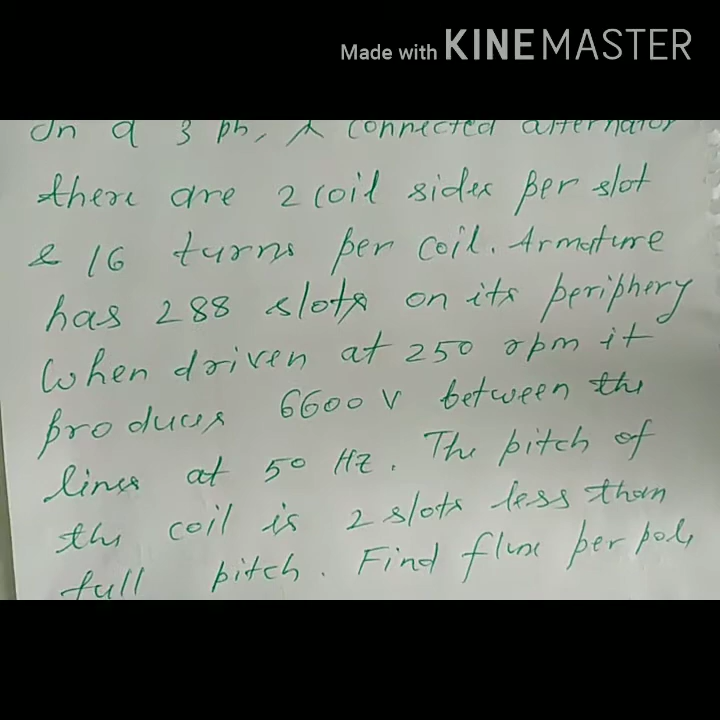 Made with KINEMASTER
In a 3 ph, Y connected alternator
there are 2 coil sides per slot
& 16 turns per coil. Armature
has 288 slots on its periphery
When driven at 250 rpm it
produces 6600 V between the
lines at 50 HZ. The pitch of
the coil is 2 slots less than
full pitch. Find flux per pole